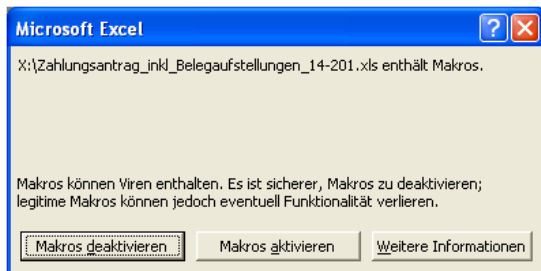 Microsoft Excel
X:\Zahlungsantrag_inkl_Belegaufstellungen_14-201.xls enthält Makros.
Makros können Viren enthalten. Es ist sicherer, Makros zu deaktivieren;
legitime Makros können jedoch eventuell Funktionalität verlieren.
Makros deaktivieren Makros aktivieren Weitere Informationen